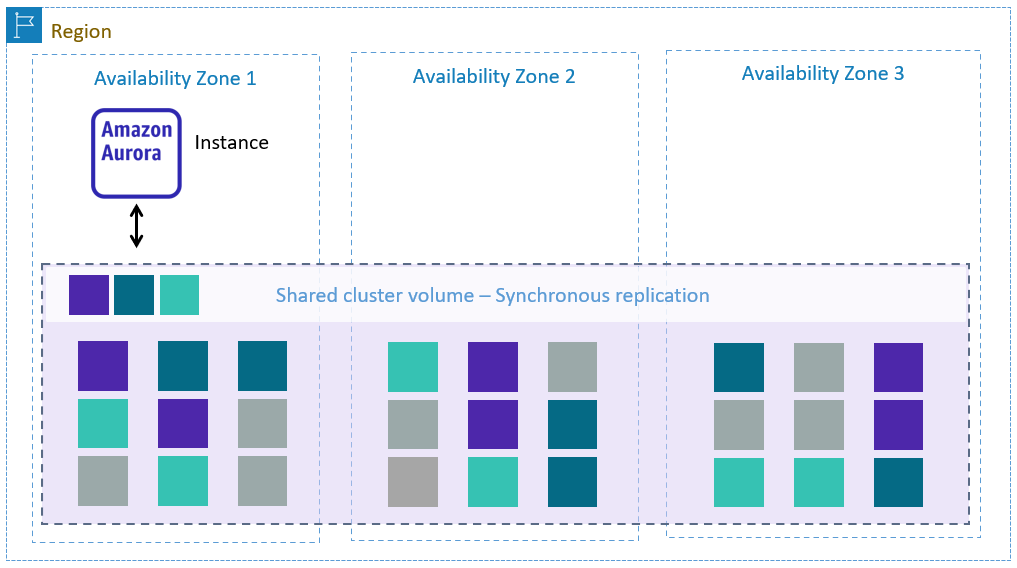 Region
Availability Zone 1
Availability Zone 2
Availability Zone 3
Amazon
Aurora
Instance
Shared cluster volume – Synchronous replication